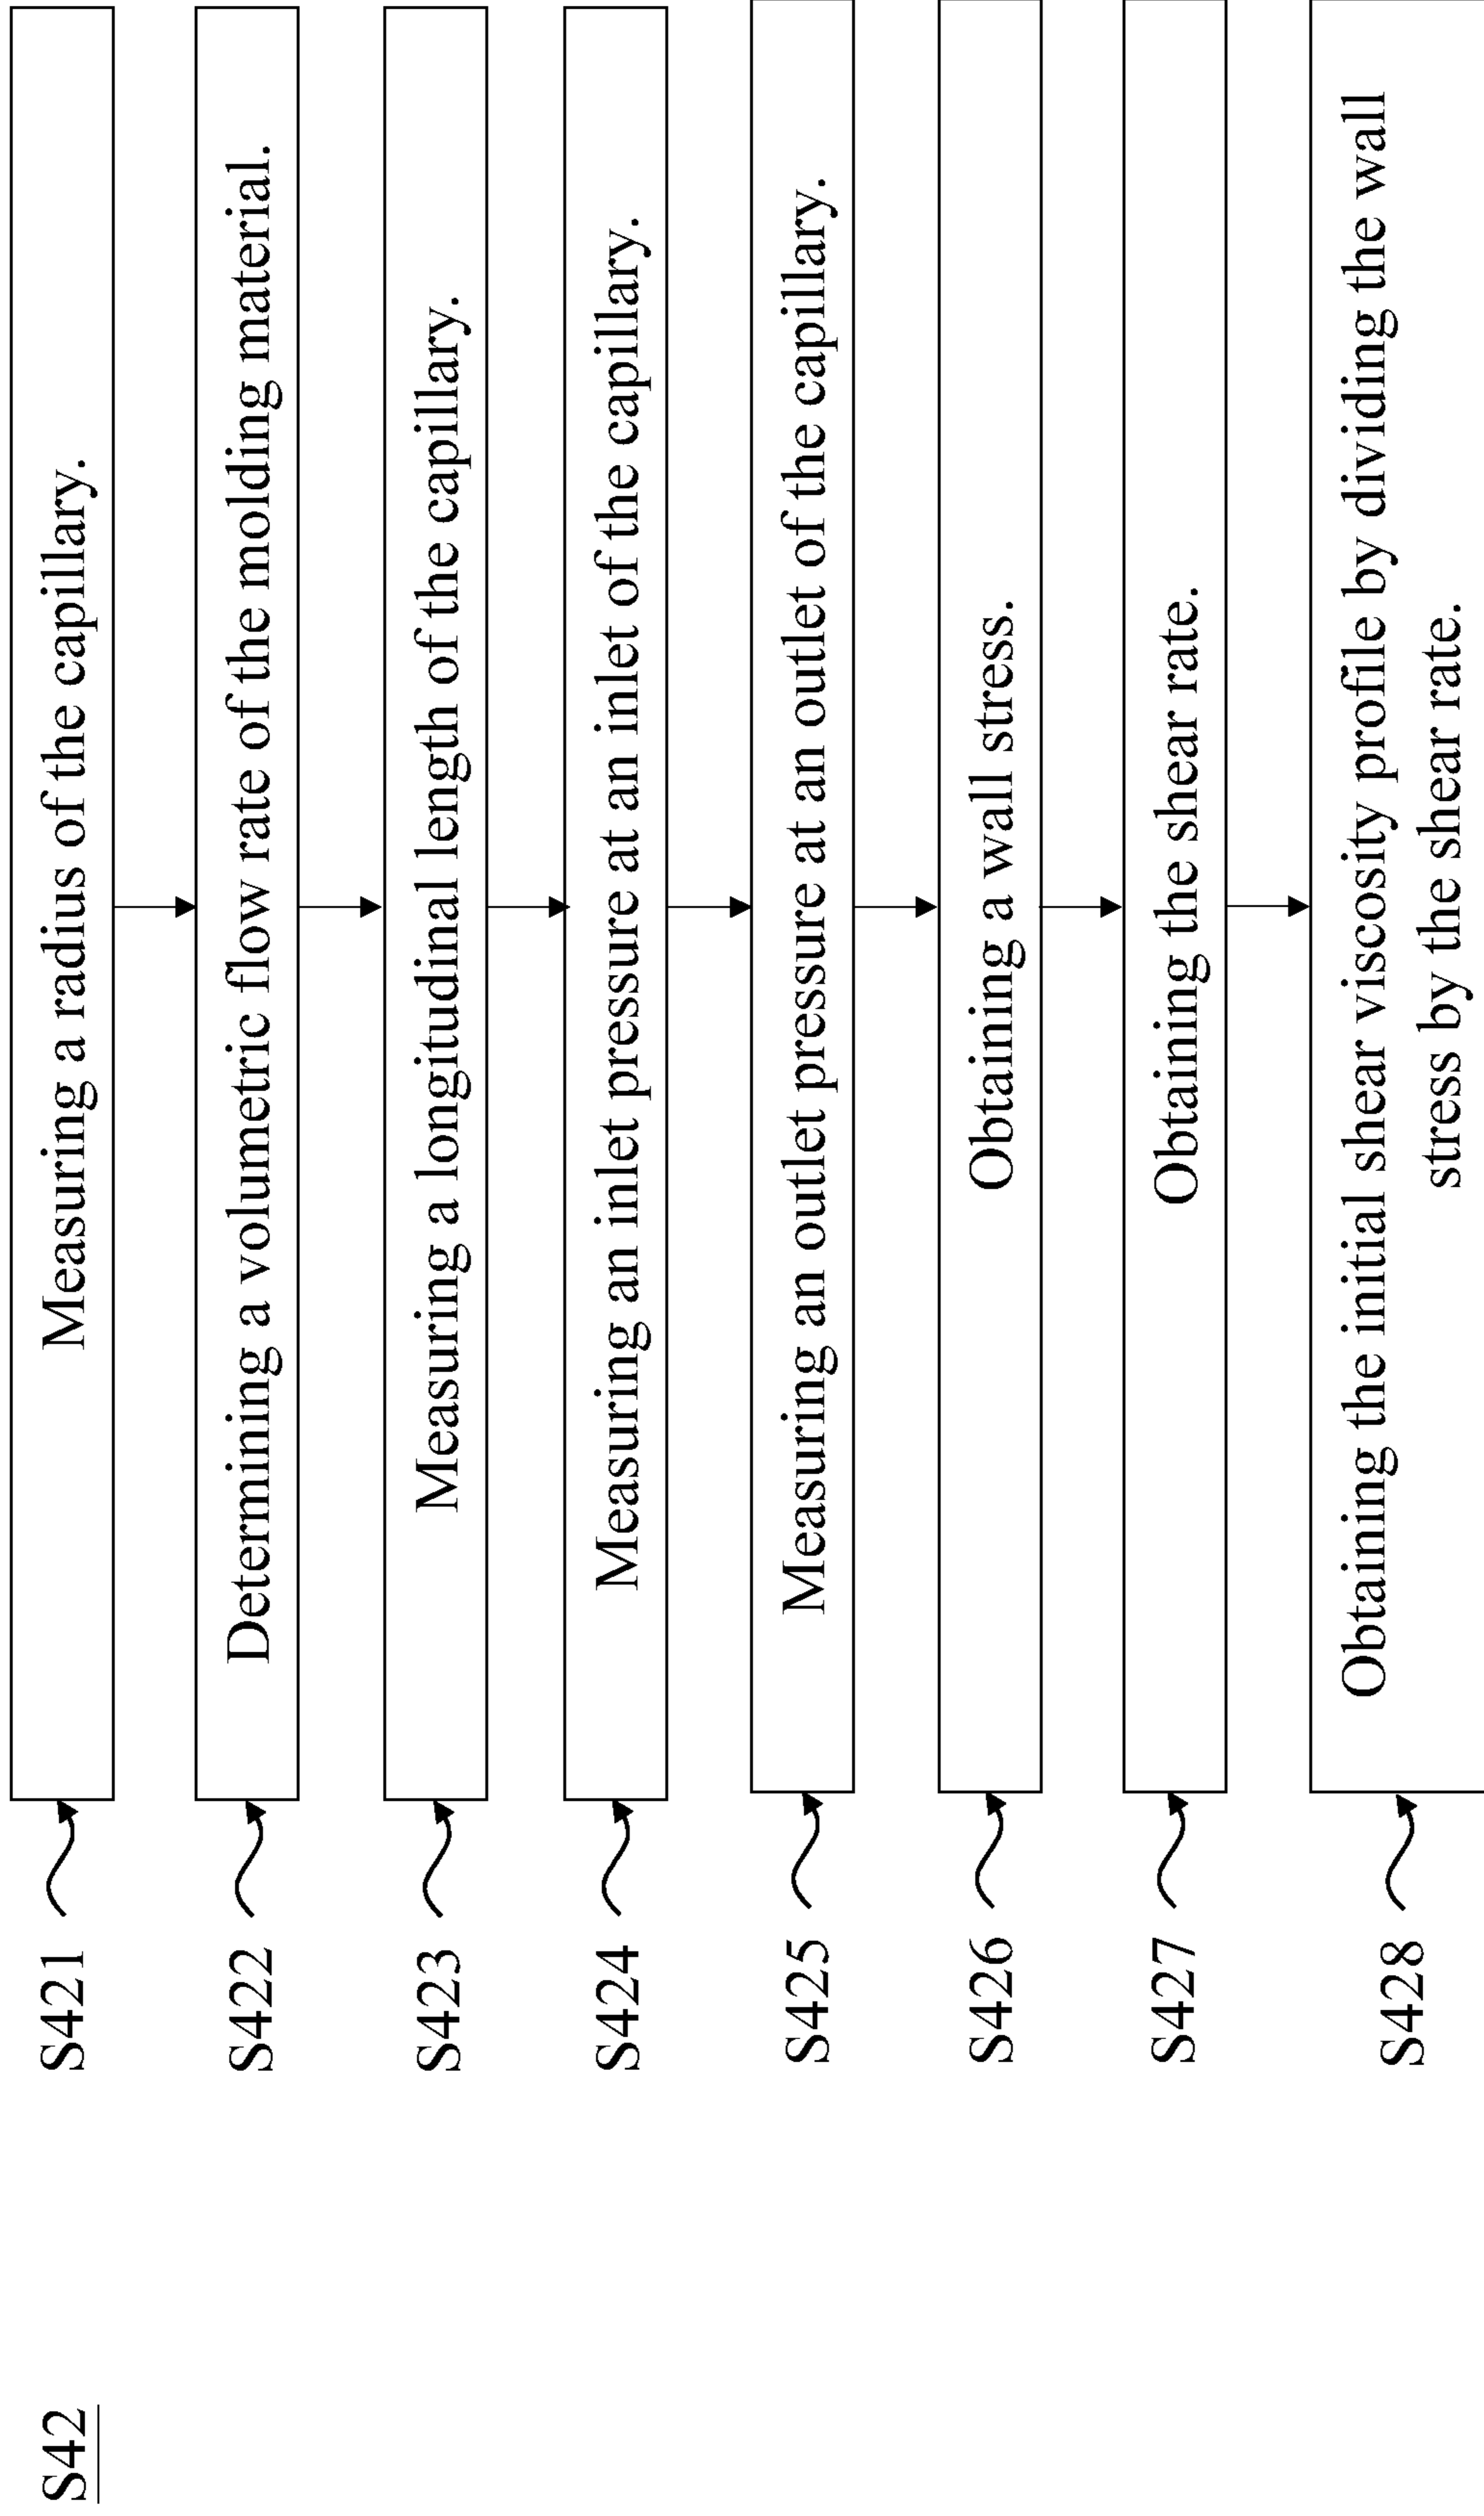 S42
S421
Measuring a radius of the capillary.
S422
Determining a volumetric flow rate of the molding material.
S423
Measuring a longitudinal length of the capillary.
S424
Measuring an inlet pressure at an inlet of the capillary.
S425
Measuring an outlet pressure at an outlet of the capillary.
S426
Obtaining a wall stress.
S427
Obtaining the shear rate.
S428
Obtaining the initial shear viscosity profile by dividing the wall
stress by the shear rate.